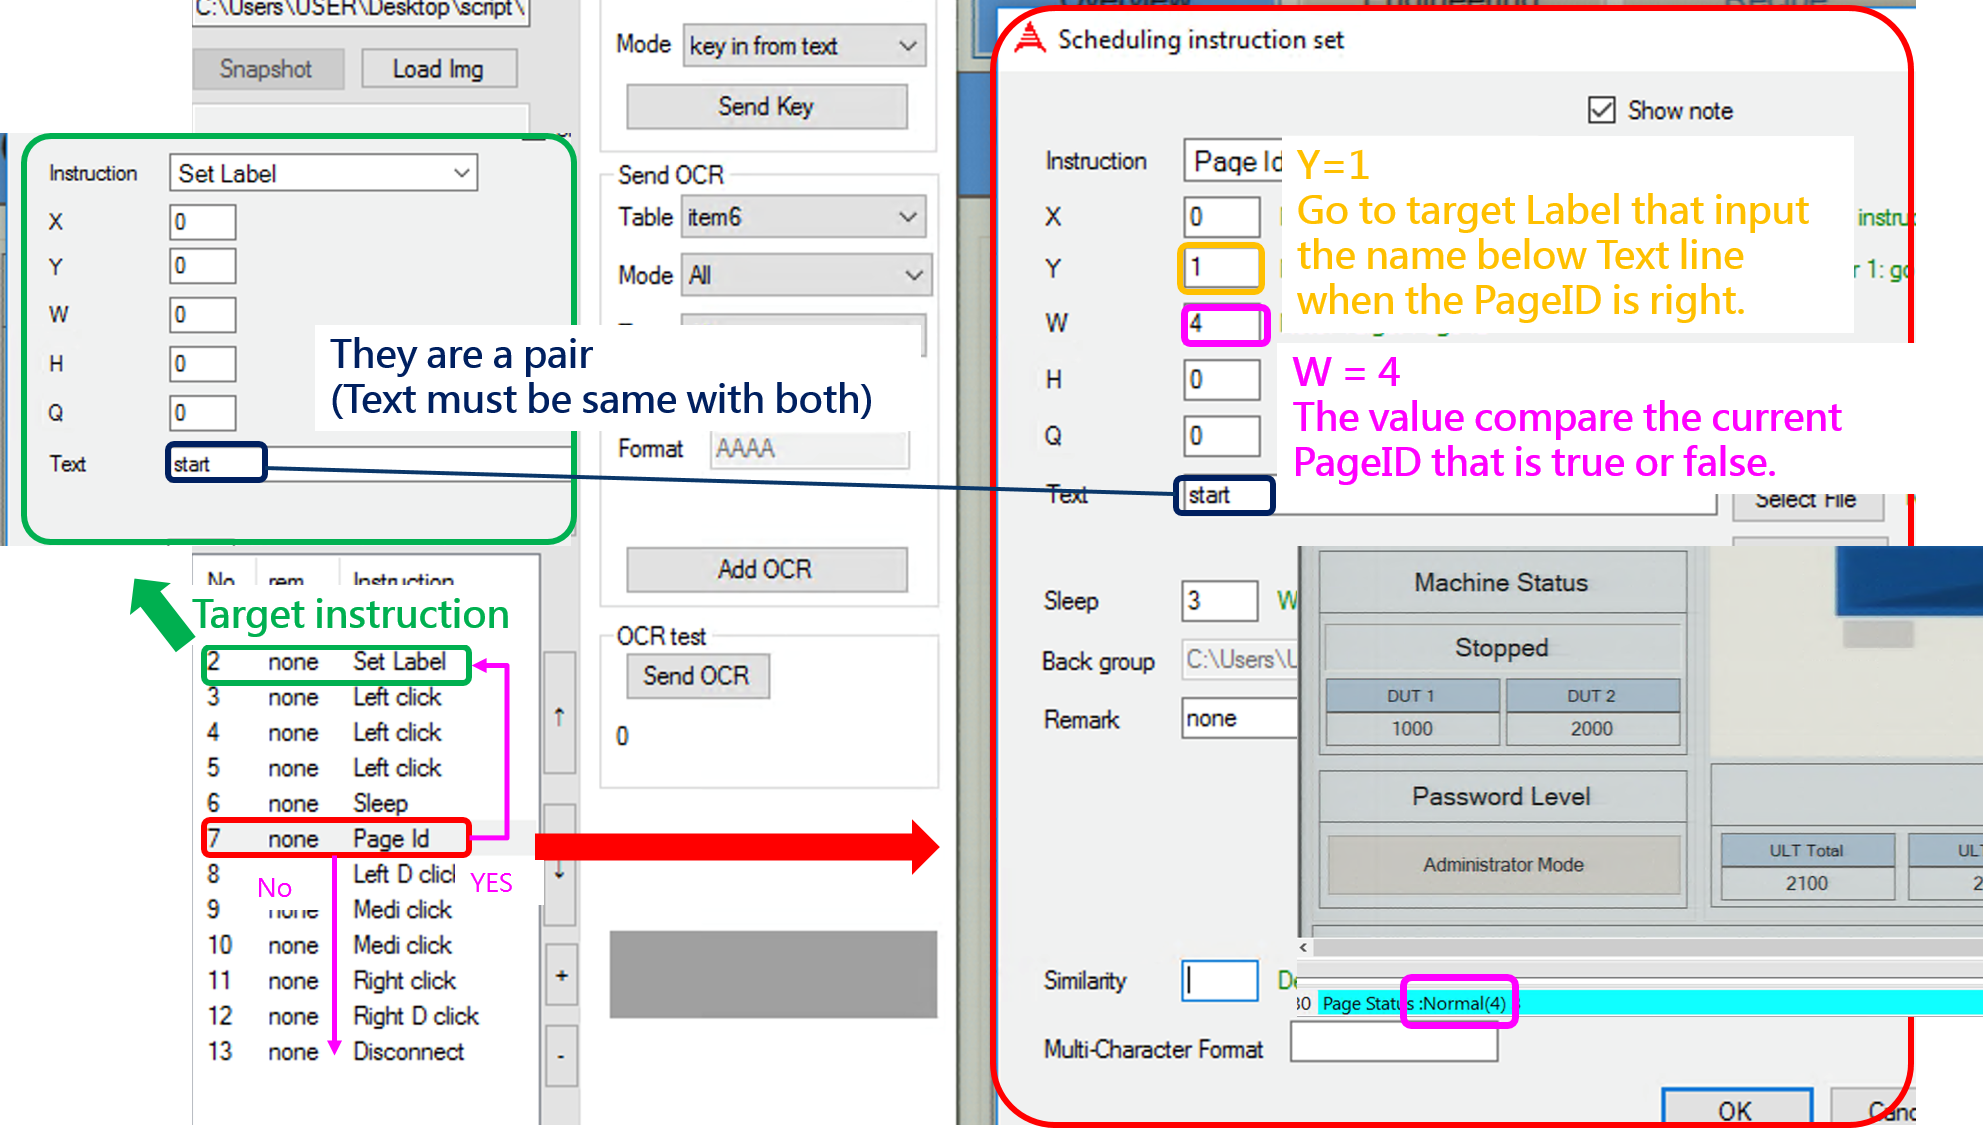 C:\Users\USER\Desktop\script\
Snapshot
Load Img
Mode
key in from text
Send Key
Send OCR
Table
item6
Mode
All
Format
AAAA
Add OCR
OCR test
Send OCR
0
Instruction
Set Label
X
0
Y
0
W
0
H
0
Q
0
Text
start
They are a pair
(Text must be same with both)
No
rem
Instruction
Target instruction
2 none Set Label
3 none Left click
4 none Left click
5 none Left click
6 none Sleep
7 none Page Id
8 Left D clic
9 none Medi click
10 none Medi click
11 none Right click
12 none Right D click
13 none Disconnect
No
YES
↑
↓
+
-
Overview
Engineering
Recipe
Scheduling instruction set
Show note
Instruction
Page Id
X
0
Y
1
W
4
H
0
Q
0
Text
start
Select File
Y=1
Go to target Label that input
the name below Text line
when the PageID is right.
instruc
r 1: go
W = 4
The value compare the current
PageID that is true or false.
Sleep
3
W
Back group
C:\Users\U
Remark
none
Machine Status
Stopped
DUT 1
DUT 2
1000
2000
Password Level
Administrator Mode
ULT Total
2100
ULT
2
<
30
Page Status :Normal(4)
Similarity
De
Multi-Character Format
OK
Canc